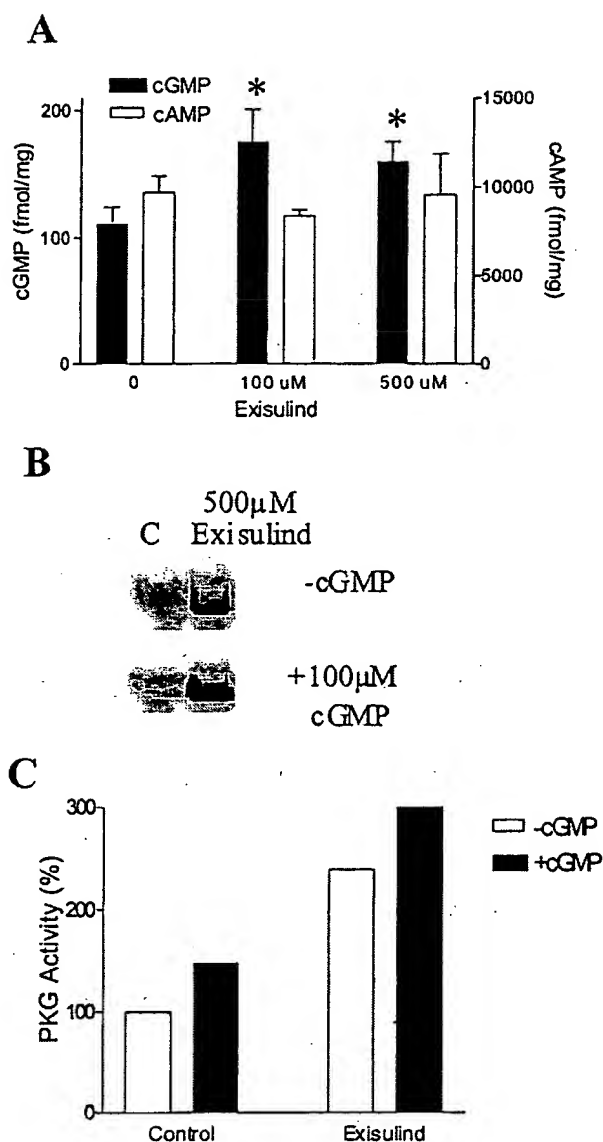 A
cGMP
cAMP
* *
200
100
0
cGMP (fmol/mg)
15000
10000
5000
0
cAMP (fmol/mg)
0 100 uM 500 uM
Exisulind
B
500µM
C Exisulind
-cGMP
+100µM
cGMP
C
300
200
100
0
PKG Activity (%)
-cGMP
+cGMP
Control Exisulind